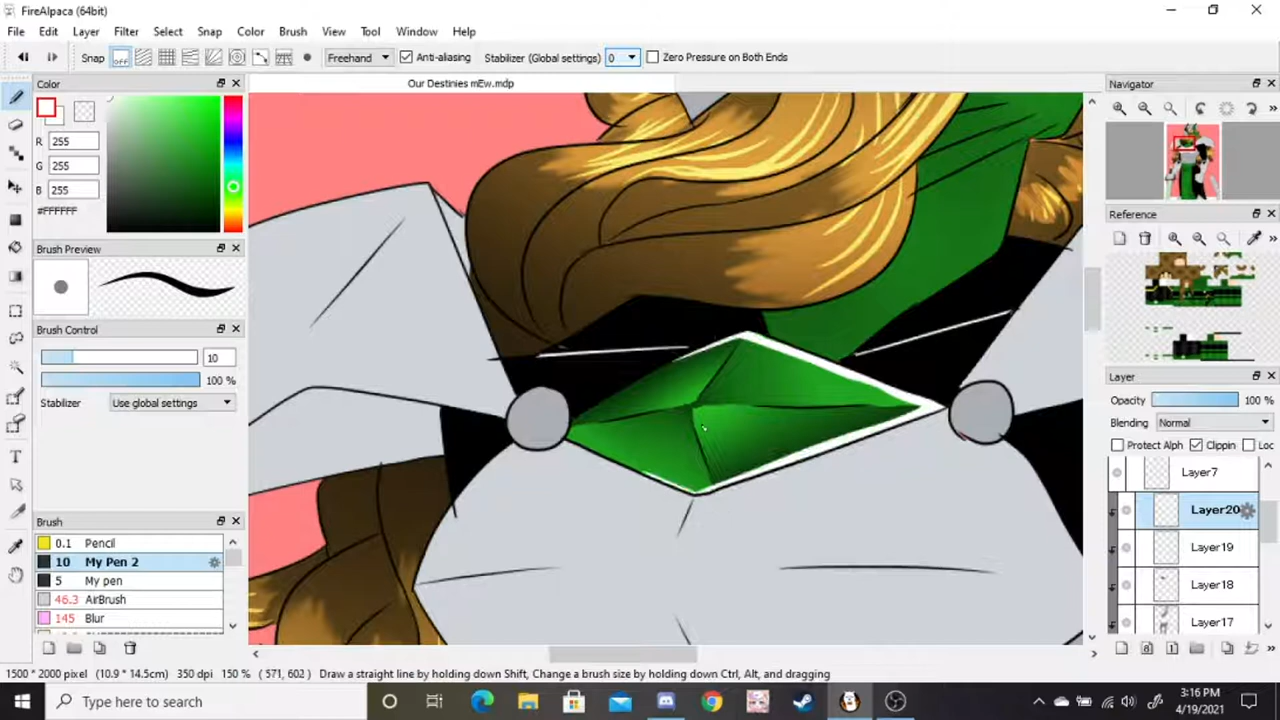 FireAlpaca (64bit)
File Edit Layer Filter Select Snap Color Brush View Tool Window Help
Snap OFF Freehand Anti-aliasing Stabilizer (Global settings) 0 Zero Pressure on Both Ends
Color
Our Destinies mEw.mdp
Navigator
R 255
G 255
B 255
#FFFFFF
Reference
Brush Preview
Brush Control
10
100 %
Stabilizer Use global settings
Layer
Opacity 100 %
Blending Normal
Protect Alph Clippin Loc
Layer7
Layer20
Layer19
Layer18
Layer17
Brush
0.1 Pencil
10 My Pen 2
5 My pen
46.3 AirBrush
145 Blur
1500 * 2000 pixel (10.9 * 14.5cm) 350 dpi 150 % ( 571, 602 ) Draw a straight line by holding down Shift, Change a brush size by holding down Ctrl, Alt, and dragging
Type here to search
3:16 PM
4/19/2021